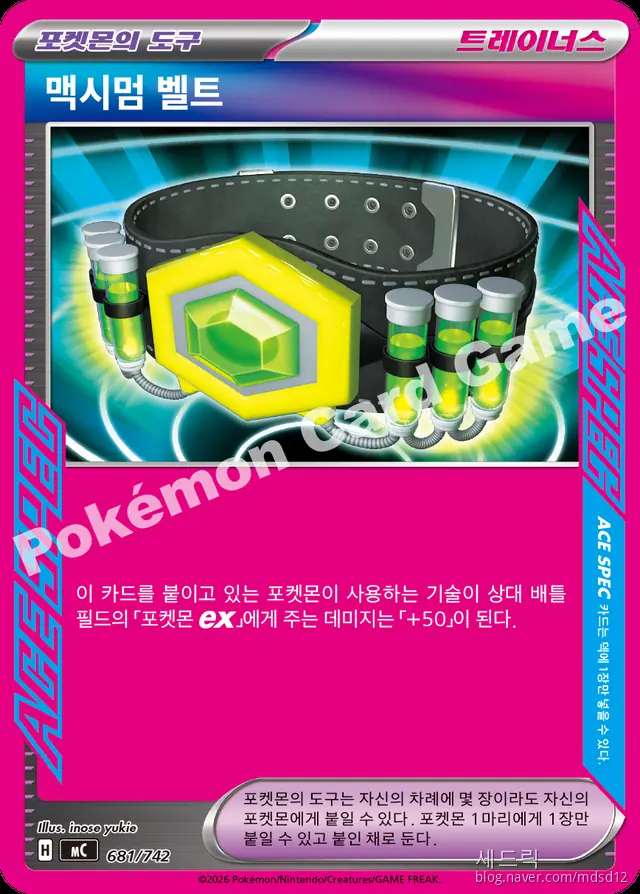 포켓몬의 도구
트레이너스
맥시멈 벨트
ACE SPEC
ACE SPEC
Pokémon Card Game
이 카드를 붙이고 있는 포켓몬이 사용하는 기술이 상대 배틀
필드의 「포켓몬 ex」에게 주는 데미지는 「+50」이 된다.
ACE SPEC 카드는 덱에 1장만 넣을 수 있다.
포켓몬의 도구는 자신의 차례에 몇 장이라도 자신의
포켓몬에게 붙일 수 있다. 포켓몬 1마리에게 1장만
붙일 수 있고 붙인 채로 둔다.
Illus. inose yukie
H mC 681/742
©2026 Pokémon/Nintendo/Creatures/GAME FREAK.
세드릭
blog.naver.com/mdsd12